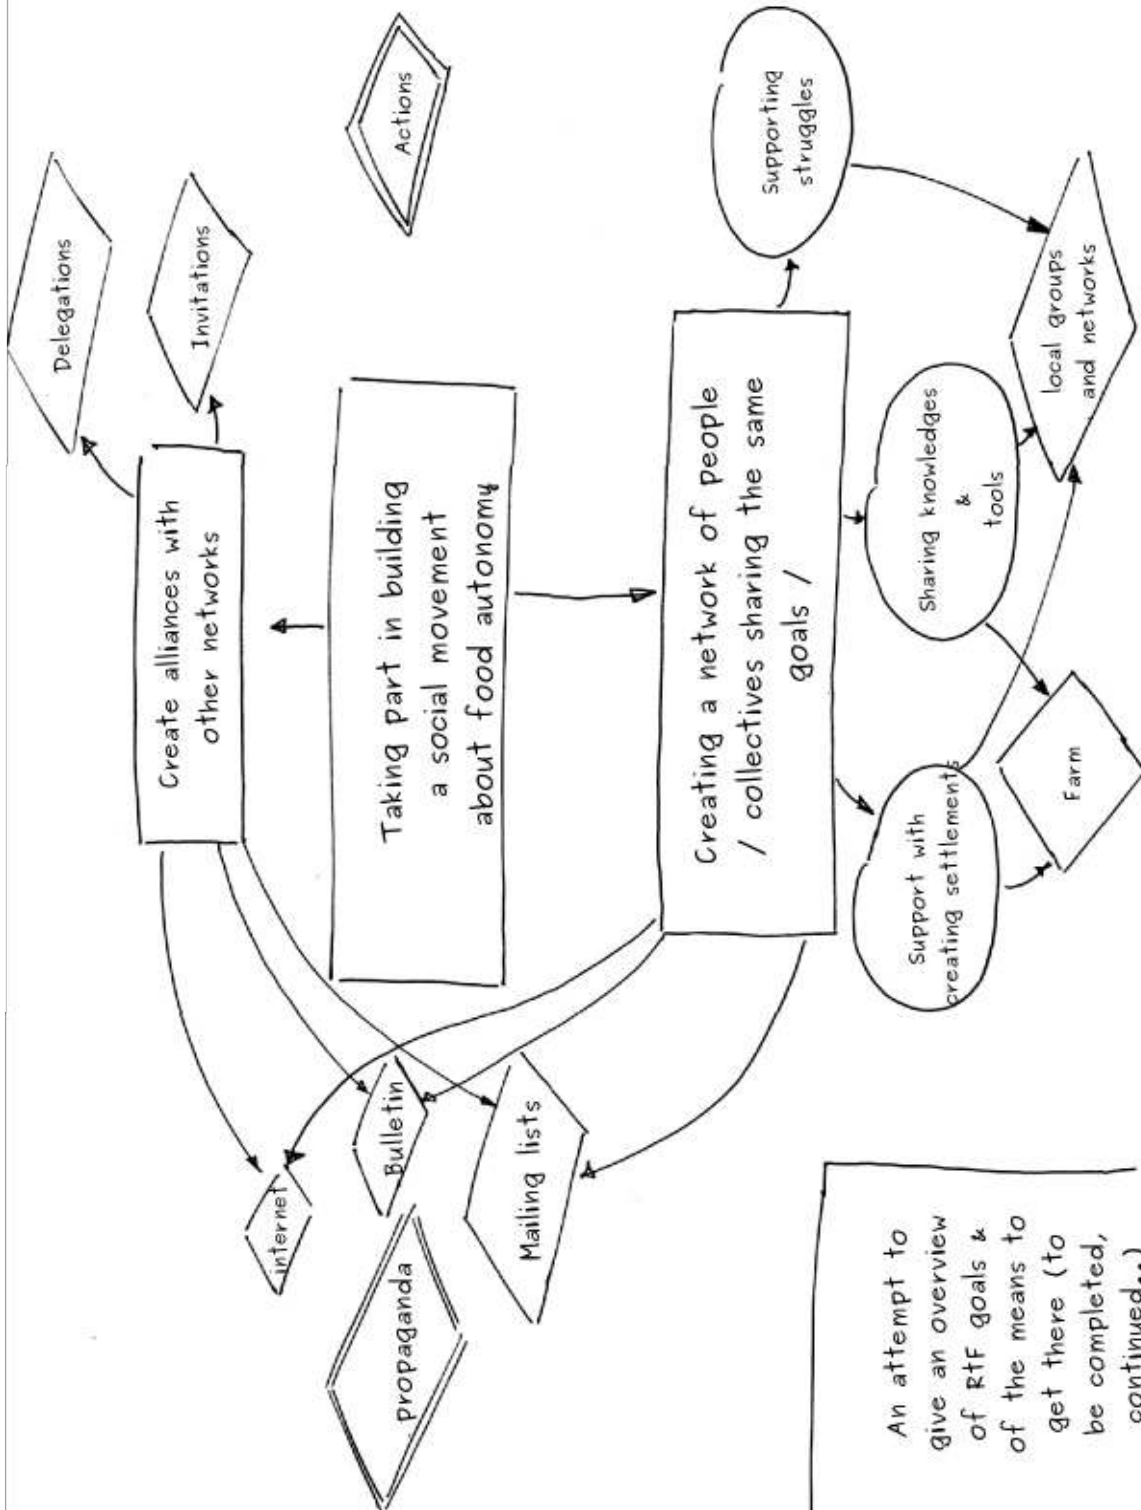 Delegations
Invitations
Actions
Create alliances with
other networks
Taking part in building
a social movement
about food autonomy
Creating a network of people
/ collectives sharing the same
goals /
Supporting
struggles
Sharing knowledges
&
tools
Support with
creating settlements
local groups
and networks
Farm
internet
Bulletin
Mailing lists
propaganda
An attempt to
give an overview
of RtF goals &
of the means to
get there (to
be completed,
continued...)